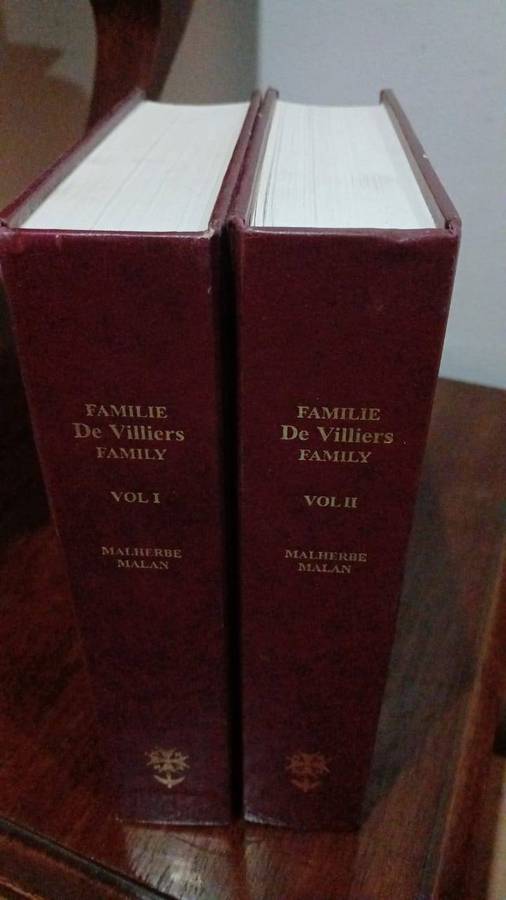 FAMILIE
De Villiers
FAMILY
VOL I
MALHERBE
MALAN
FAMILIE
De Villiers
FAMILY
VOL II
MALHERBE
MALAN